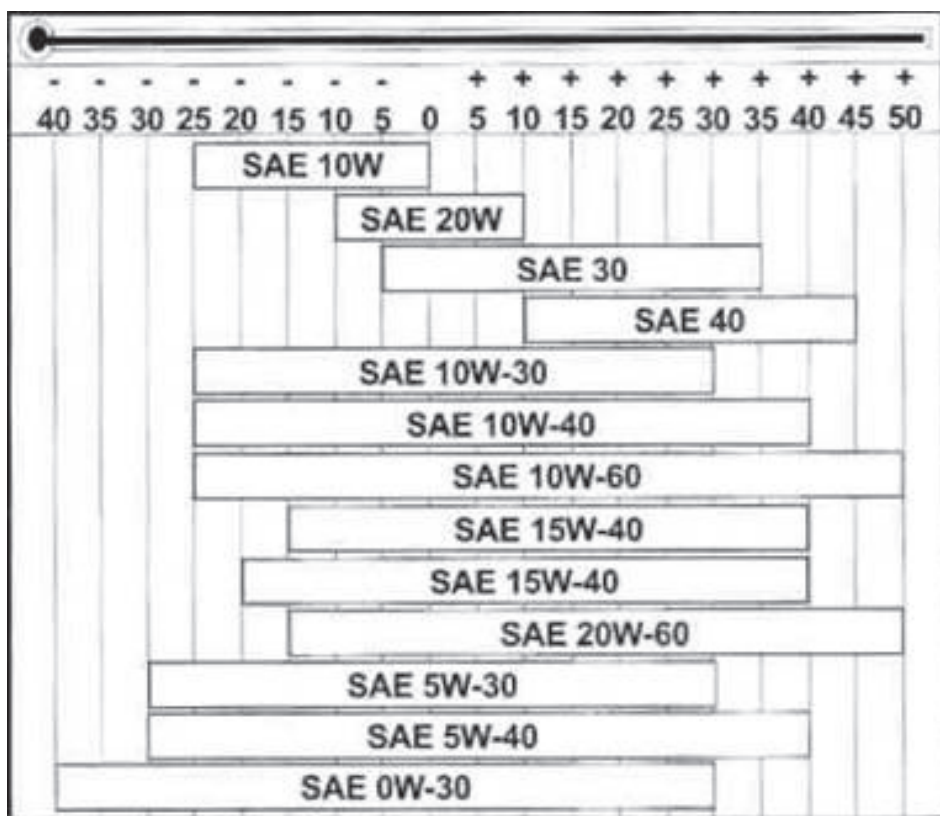 - - - - - - - - + + + + + + + + + +
40 35 30 25 20 15 10 5 0 5 10 15 20 25 30 35 40 45 50
SAE 10W
SAE 20W
SAE 30
SAE 40
SAE 10W-30
SAE 10W-40
SAE 10W-60
SAE 15W-40
SAE 15W-40
SAE 20W-60
SAE 5W-30
SAE 5W-40
SAE 0W-30